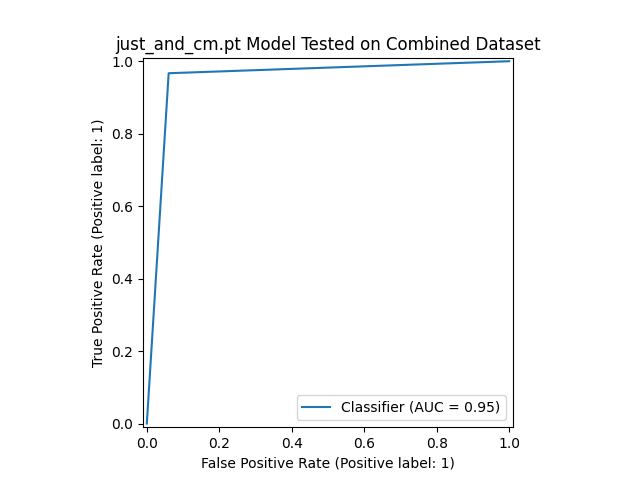 just_and_cm.pt Model Tested on Combined Dataset
1.0
0.8
0.6
0.4
0.2
0.0
True Positive Rate (Positive label: 1)
Classifier (AUC = 0.95)
0.0 0.2 0.4 0.6 0.8 1.0
False Positive Rate (Positive label: 1)